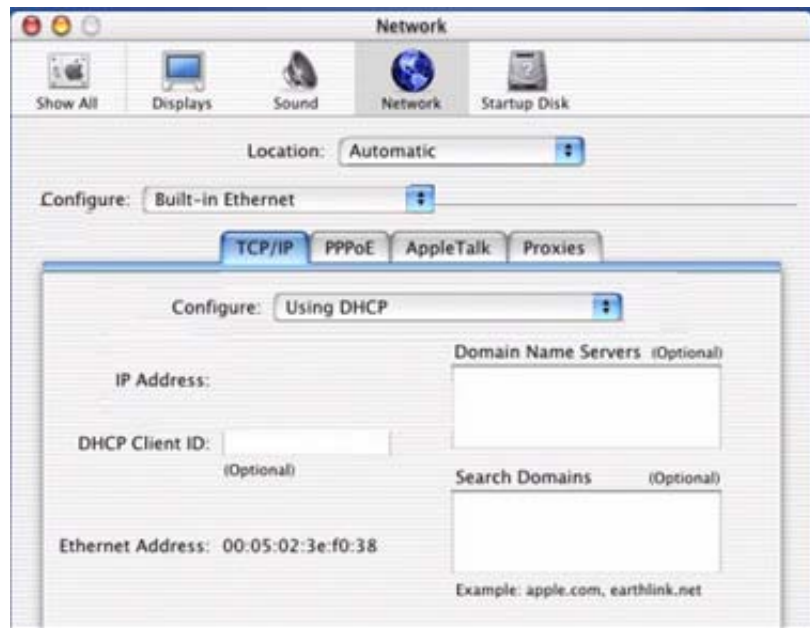 Network
Show All Displays Sound Network Startup Disk
Location: Automatic
Configure: Built-in Ethernet
TCP/IP PPPoE AppleTalk Proxies
Configure: Using DHCP
Domain Name Servers (Optional)
IP Address:
DHCP Client ID:
(Optional)
Search Domains (Optional)
Ethernet Address: 00:05:02:3e:f0:38
Example: apple.com, earthlink.net